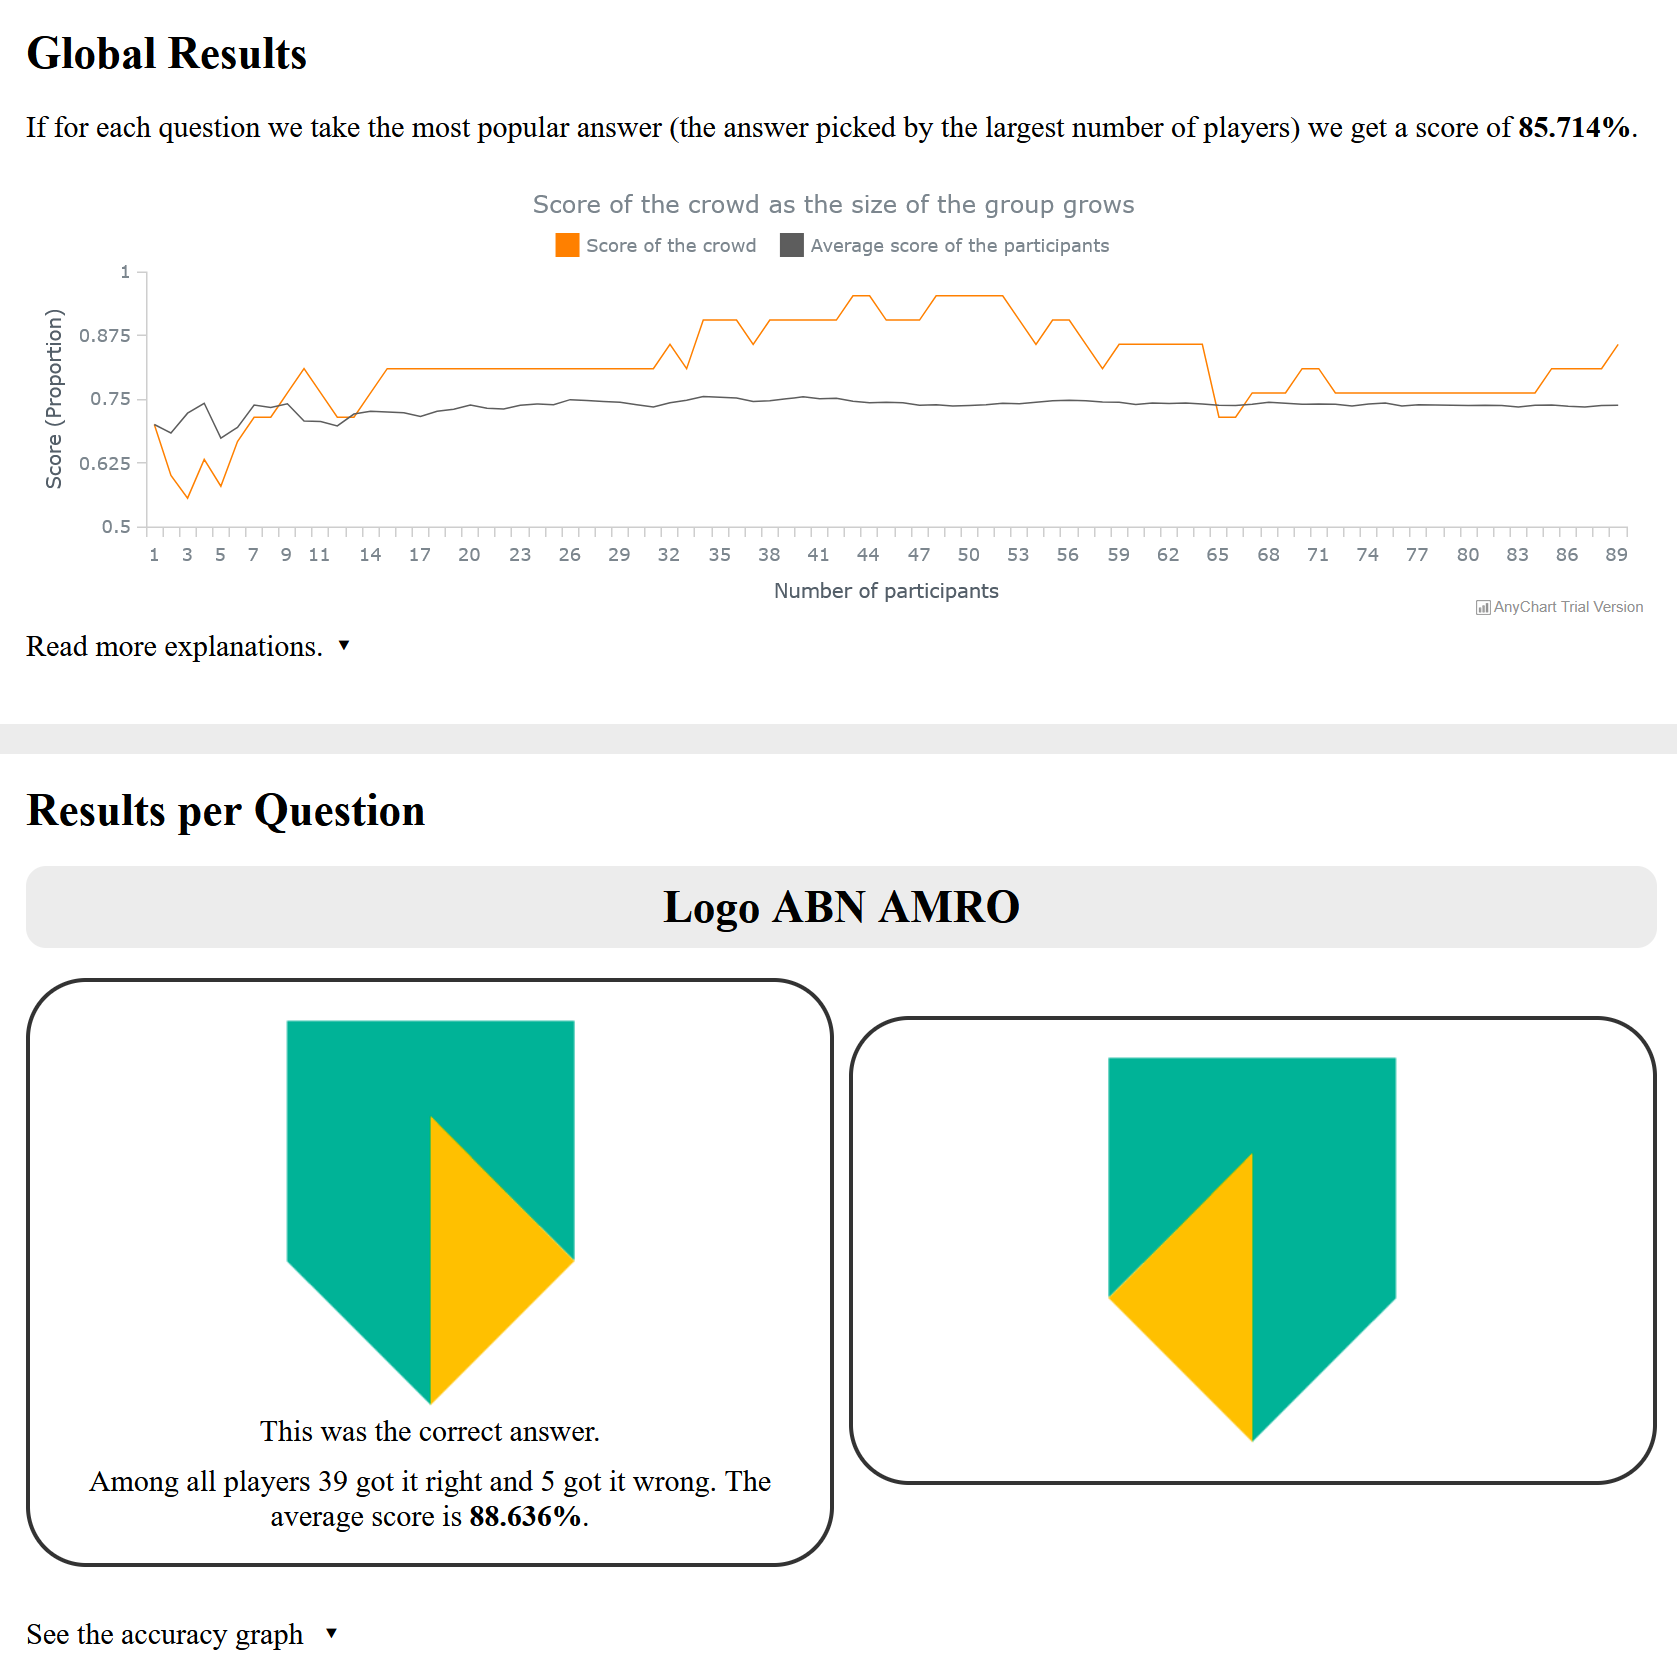 Global Results
If for each question we take the most popular answer (the answer picked by the largest number of players) we get a score of 85.714%.
Score of the crowd as the size of the group grows
Score of the crowd Average score of the participants
Score (Proportion)
1
0.875
0.75
0.625
0.5
1 3 5 7 9 11 14 17 20 23 26 29 32 35 38 41 44 47 50 53 56 59 62 65 68 71 74 77 80 83 86 89
Number of participants
AnyChart Trial Version
Read more explanations. ▼
Results per Question
Logo ABN AMRO
This was the correct answer.
Among all players 39 got it right and 5 got it wrong. The
average score is 88.636%.
See the accuracy graph ▼